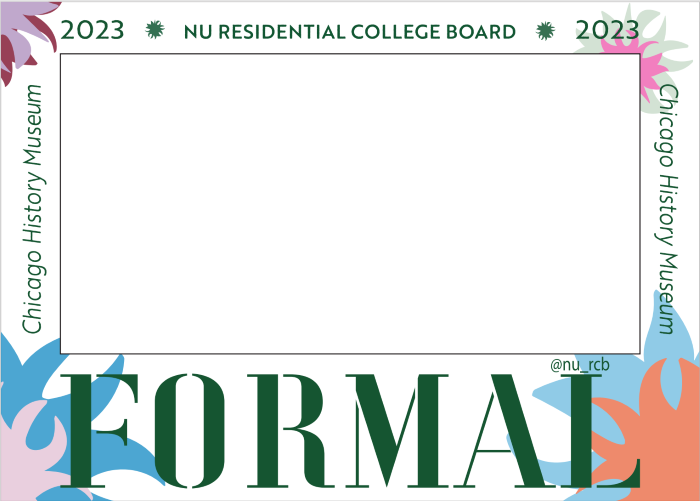 2023 NU RESIDENTIAL COLLEGE BOARD 2023
Chicago History Museum
Chicago History Museum
@nu_rcb
FORMAL